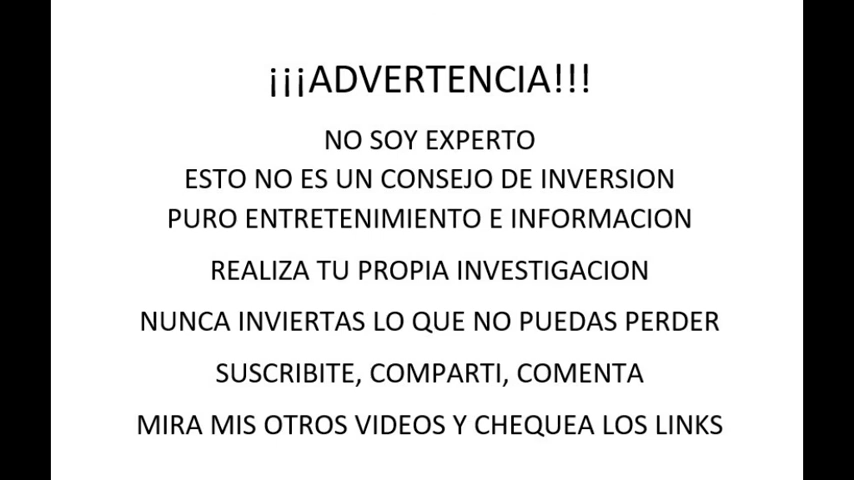 ¡¡¡ADVERTENCIA!!!
NO SOY EXPERTO
ESTO NO ES UN CONSEJO DE INVERSION
PURO ENTRETENIMIENTO E INFORMACION
REALIZA TU PROPIA INVESTIGACION
NUNCA INVIERTAS LO QUE NO PUEDAS PERDER
SUSCRIBITE, COMPARTI, COMENTA
MIRA MIS OTROS VIDEOS Y CHEQUEA LOS LINKS